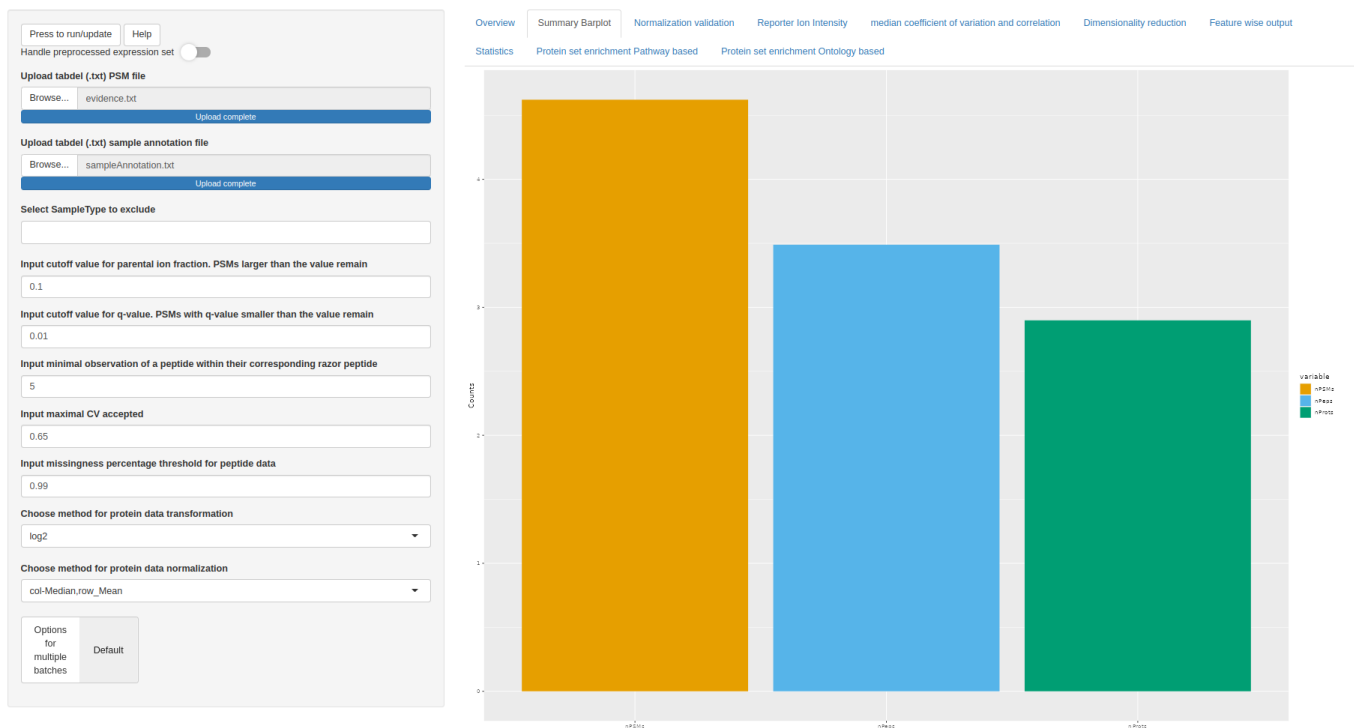 Press to run/update Help
Handle preprocessed expression set
Upload tabdel (.txt) PSM file
Browse... evidence.txt
Upload complete
Upload tabdel (.txt) sample annotation file
Browse... sampleAnnotation.txt
Upload complete
Select SampleType to exclude
Input cutoff value for parental ion fraction. PSMs larger than the value remain
0.1
Input cutoff value for q-value. PSMs with q-value smaller than the value remain
0.01
Input minimal observation of a peptide within their corresponding razor peptide
5
Input maximal CV accepted
0.65
Input missingness percentage threshold for peptide data
0.99
Choose method for protein data transformation
log2
Choose method for protein data normalization
col-Median,row_Mean
Options
for
multiple
batches
Default
Overview Summary Barplot Normalization validation Reporter Ion Intensity median coefficient of variation and correlation Dimensionality reduction Feature wise output
Statistics Protein set enrichment Pathway based Protein set enrichment Ontology based
Counts
4
3
2
1
0
nPSMs nPeps nProts
variable
nPSMs
nPeps
nProts